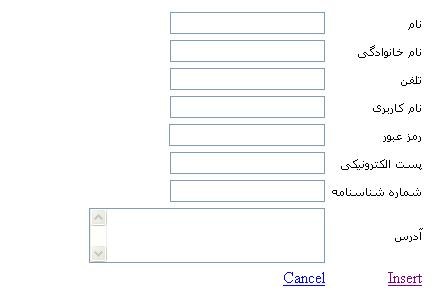 نام
نام خانوادگی
تلفن
نام کاربری
رمز عبور
پست الکترونیکی
شماره شناسنامه
آدرس
Insert Cancel